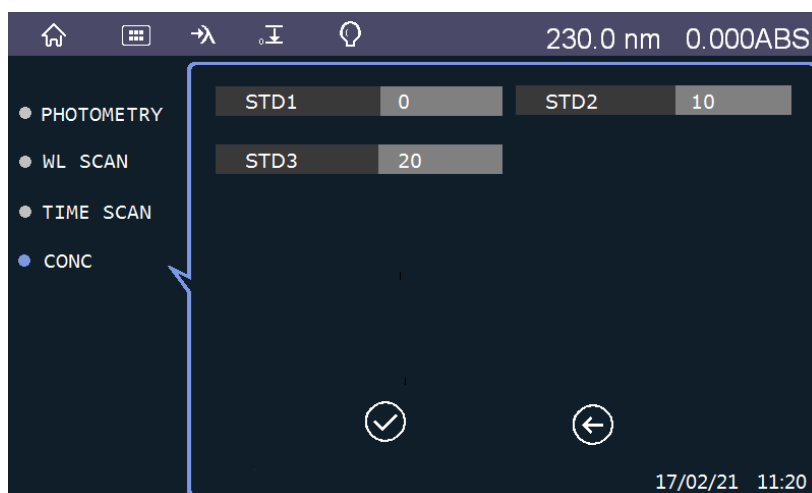 230.0 nm 0.000ABS
PHOTOMETRY
WL SCAN
TIME SCAN
CONC
STD1 0 STD2 10
STD3 20
17/02/21 11:20